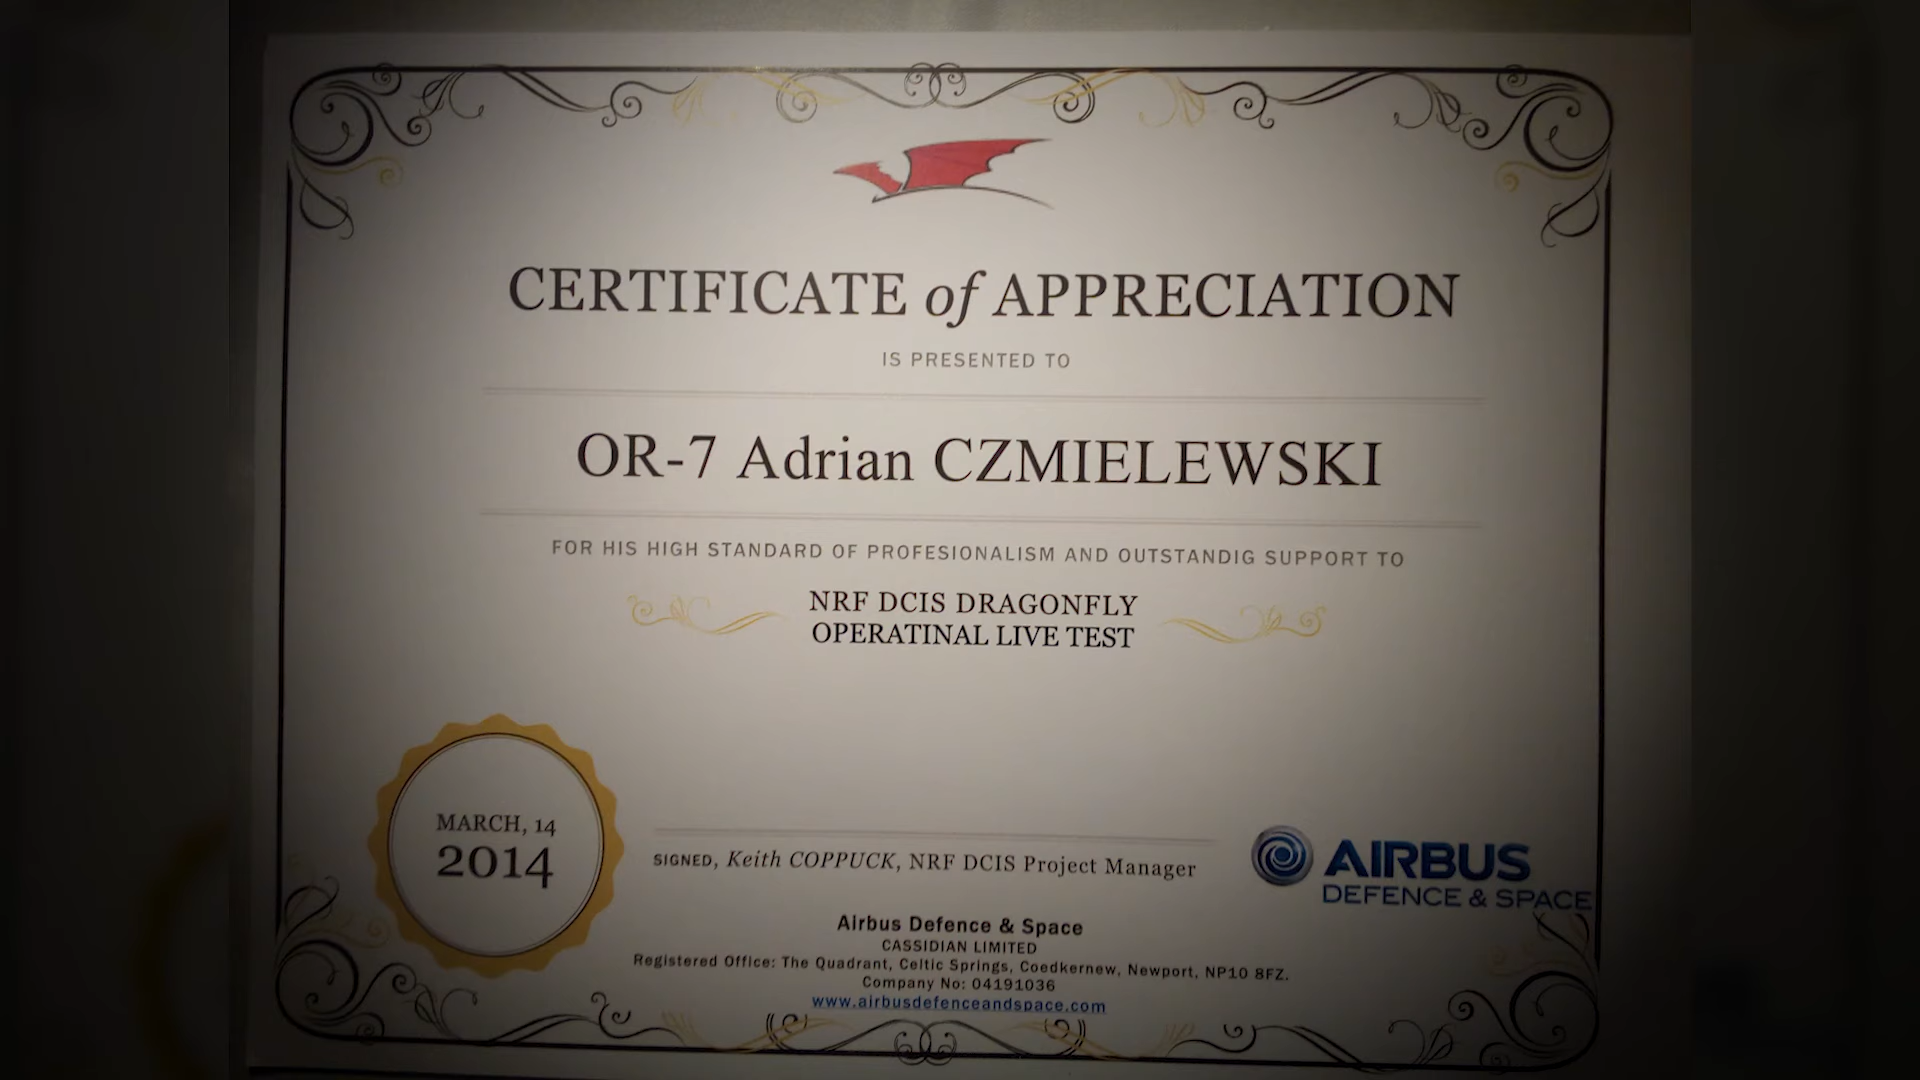 CERTIFICATE of APPRECIATION
IS PRESENTED TO
OR-7 Adrian CZMIELEWSKI
FOR HIS HIGH STANDARD OF PROFESIONALISM AND OUTSTANDIG SUPPORT TO
NRF DCIS DRAGONFLY
OPERATINAL LIVE TEST
MARCH, 14
2014
SIGNED, Keith COPPUCK, NRF DCIS Project Manager
AIRBUS
DEFENCE & SPACE
Airbus Defence & Space
CASSIDIAN LIMITED
Registered Office: The Quadrant, Celtic Springs, Coedkernew, Newport, NP10 8FZ.
Company No: 04191036
www.airbusdefenceandspace.com